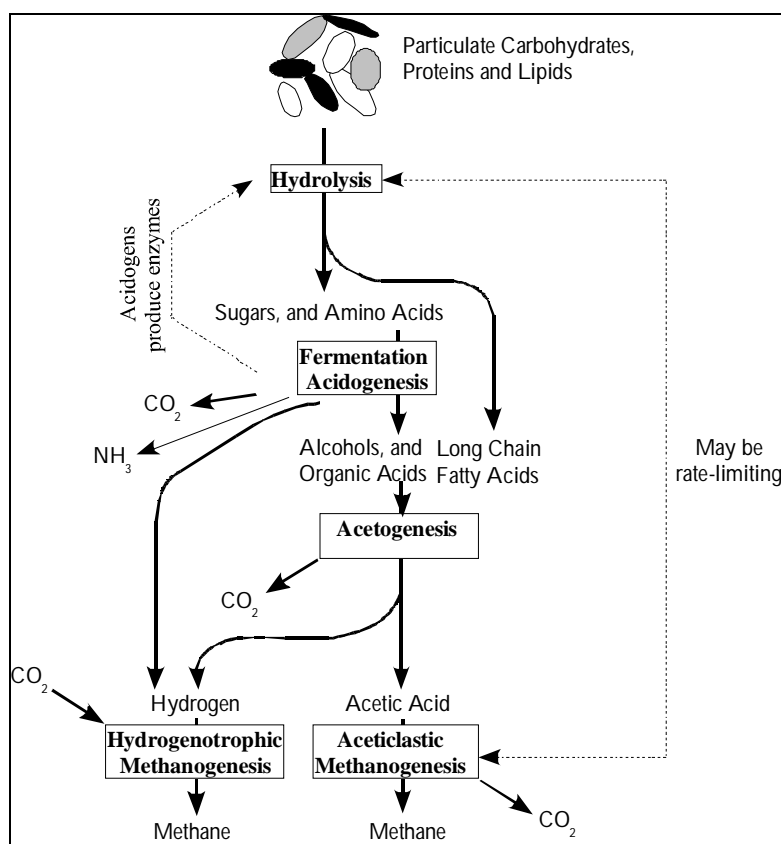 Particulate Carbohydrates,
Proteins and Lipids
Hydrolysis
Acidogens
produce enzymes
Sugars, and Amino Acids
Fermentation
Acidogenesis
CO₂
NH₃
Alcohols, and
Organic Acids
Long Chain
Fatty Acids
May be
rate-limiting
Acetogenesis
CO₂
CO₂
Hydrogen
Acetic Acid
Hydrogenotrophic
Methanogenesis
Aceticlastic
Methanogenesis
Methane
Methane
CO₂